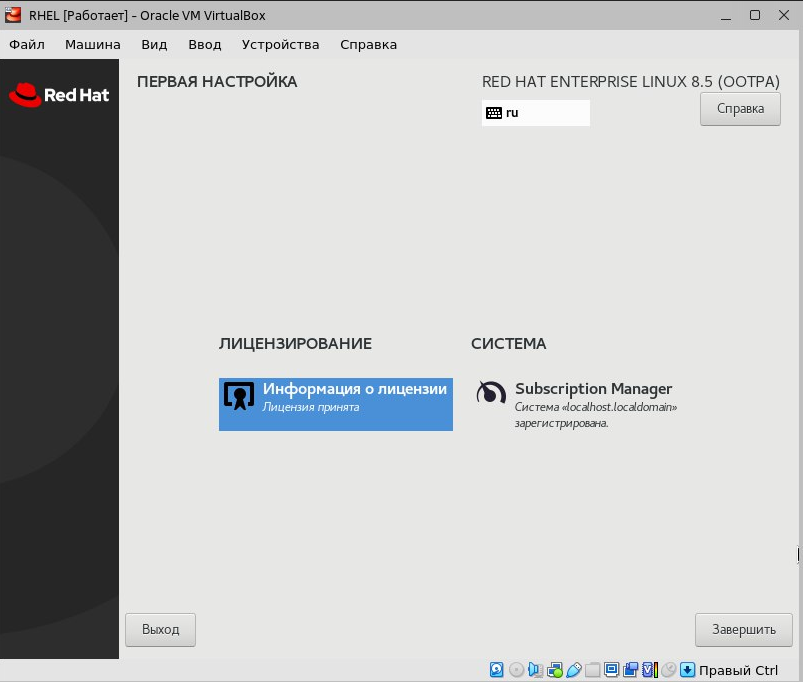 RHEL [Работает] - Oracle VM VirtualBox
Файл Машина Вид Ввод Устройства Справка
Red Hat
ПЕРВАЯ НАСТРОЙКА
RED HAT ENTERPRISE LINUX 8.5 (OOTPA)
ru
Справка
ЛИЦЕНЗИРОВАНИЕ
СИСТЕМА
Информация о лицензии
Лицензия принята
Subscription Manager
Система «localhost.localdomain»
зарегистрирована.
Выход
Завершить
Правый Ctrl